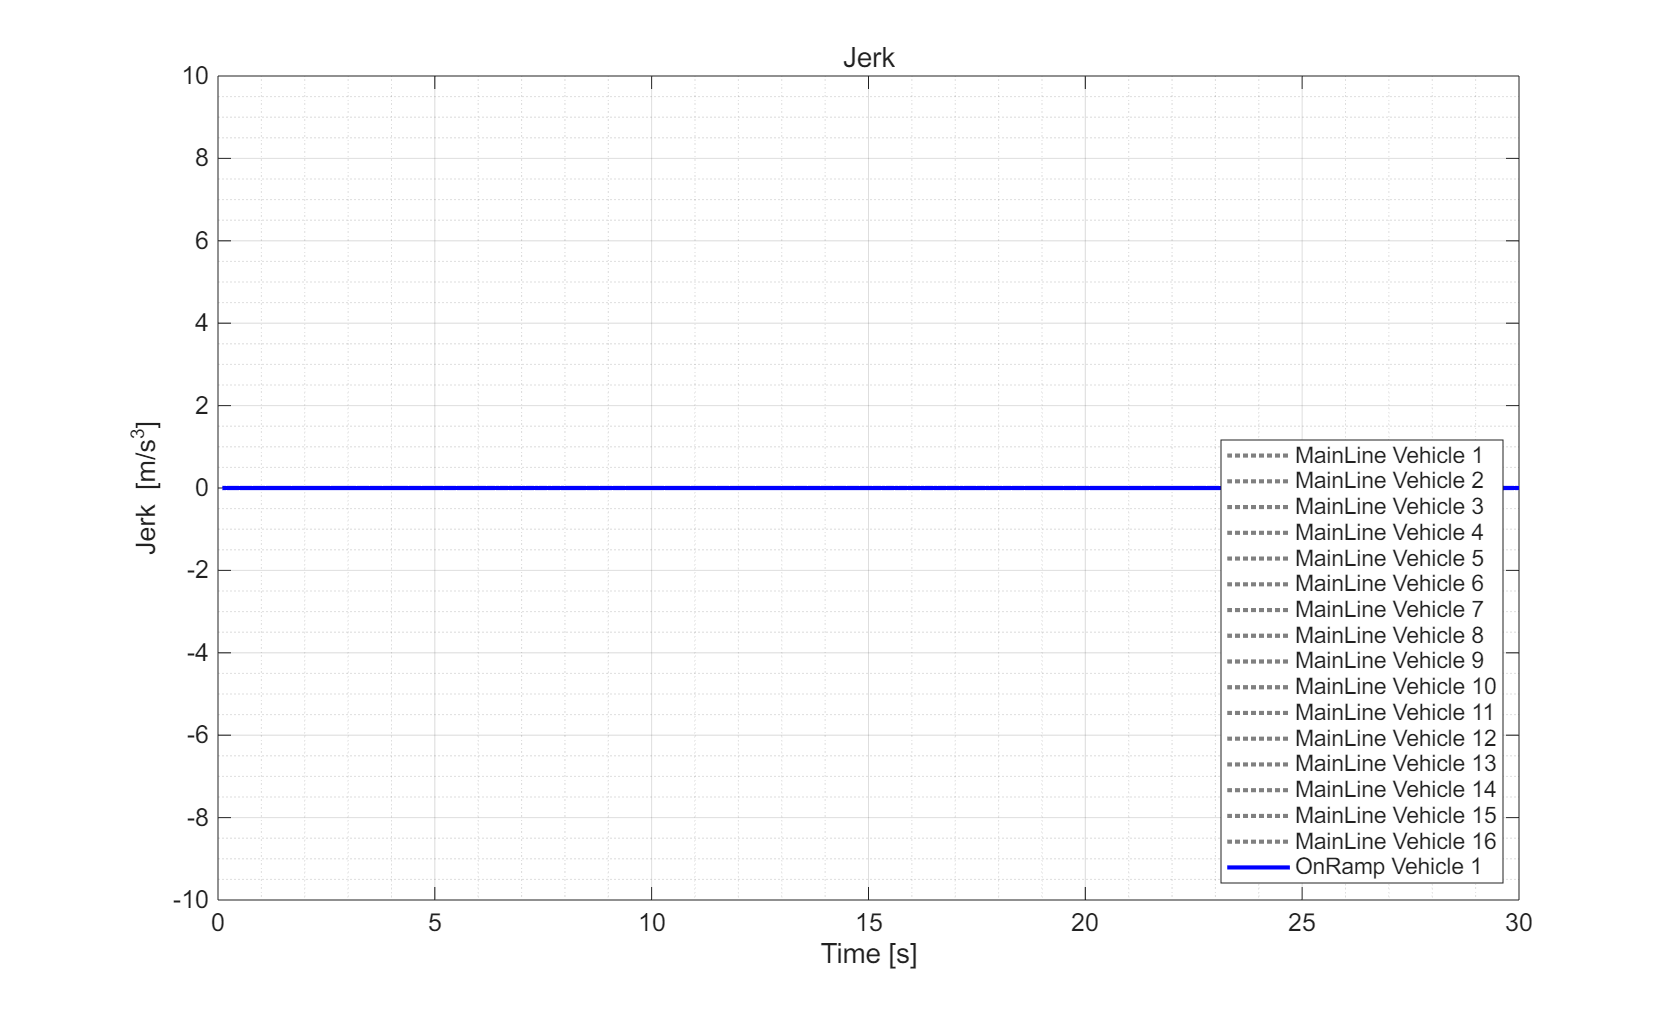 Jerk
10
8
6
4
2
0
-2
-4
-6
-8
-10
Jerk [m/s³]
MainLine Vehicle 1
MainLine Vehicle 2
MainLine Vehicle 3
MainLine Vehicle 4
MainLine Vehicle 5
MainLine Vehicle 6
MainLine Vehicle 7
MainLine Vehicle 8
MainLine Vehicle 9
MainLine Vehicle 10
MainLine Vehicle 11
MainLine Vehicle 12
MainLine Vehicle 13
MainLine Vehicle 14
MainLine Vehicle 15
MainLine Vehicle 16
OnRamp Vehicle 1
0 5 10 15 20 25 30
Time [s]